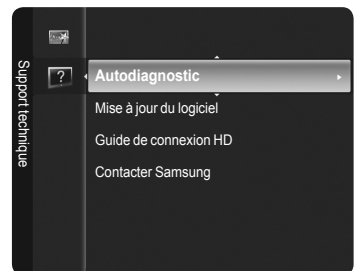 Support technique
Autodiagnostic
Mise à jour du logiciel
Guide de connexion HD
Contacter Samsung